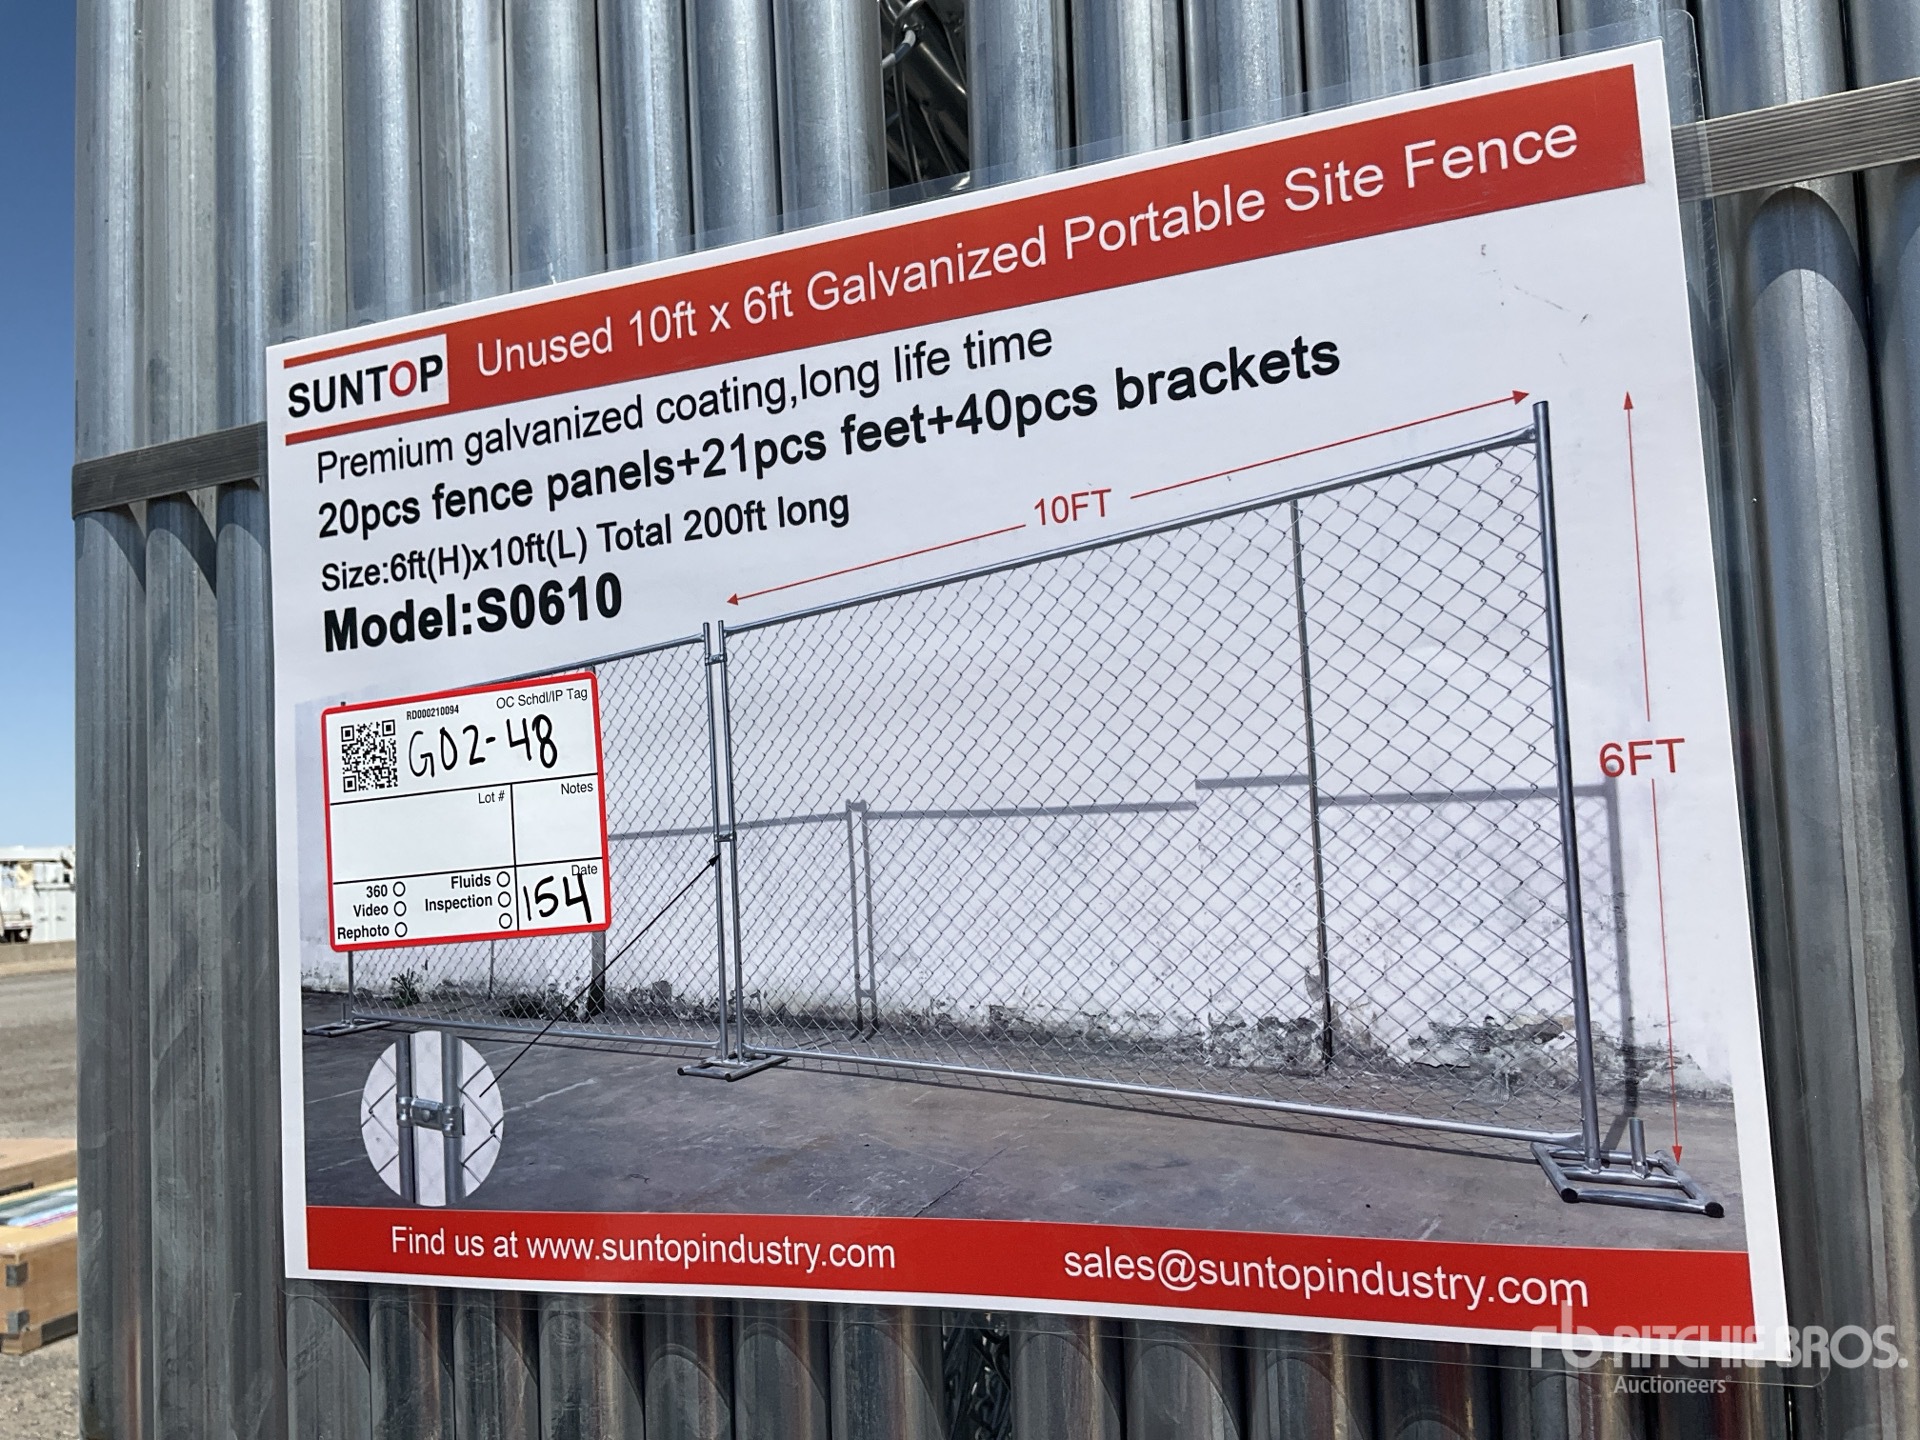 SUNTOP
Unused 10ft x 6ft Galvanized Portable Site Fence
Premium galvanized coating,long life time
20pcs fence panels+21pcs feet+40pcs brackets
Size:6ft(H)x10ft(L) Total 200ft long
Model:S0610
10FT
6FT
RD000210094
OC Schdl/IP Tag
G02-48
Lot #
Notes
360
Fluids
Date
Video
Inspection
154
Rephoto
Find us at www.suntopindustry.com
sales@suntopindustry.com
rb RITCHIE BROS.
Auctioneers